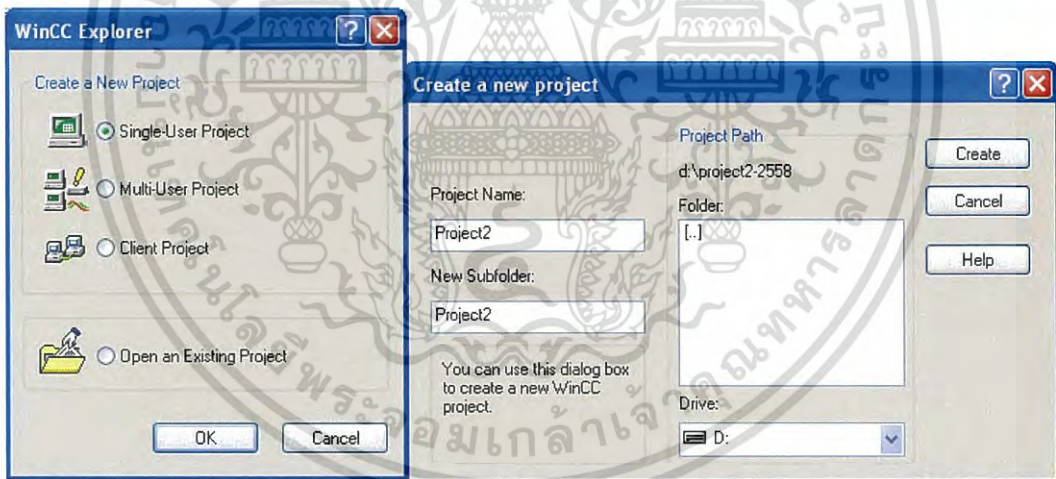 WinCC Explorer
Create a New Project
Single-User Project
Multi-User Project
Client Project
Open an Existing Project
OK
Cancel
Create a new project
Project Name:
Project2
New Subfolder:
Project2
You can use this dialog box
to create a new WinCC
project.
Project Path
d:\project2-2558
Folder:
[..]
Drive:
D:
Create
Cancel
Help